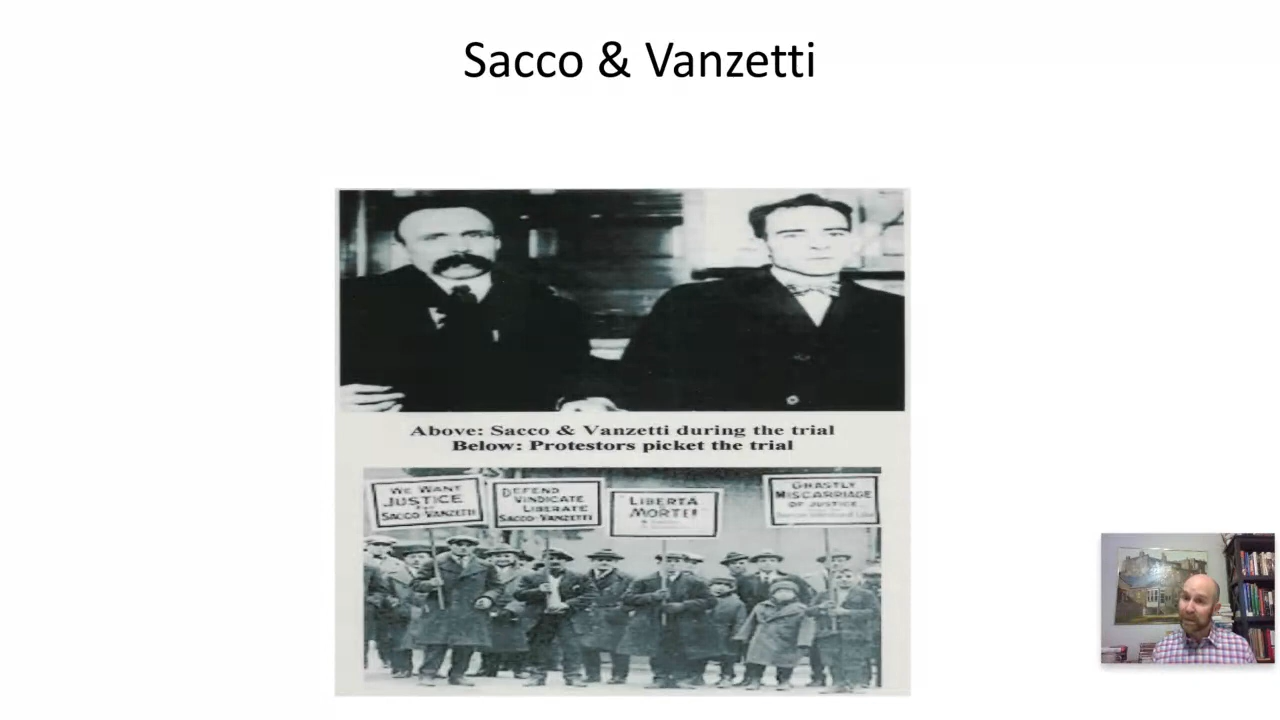 Sacco & Vanzetti
Above: Sacco & Vanzetti during the trial
Below: Protestors picket the trial
WE WANT
JUSTICE
FOR
SACCO VANZETTI
DEFEND
VINDICATE
LIBERATE
SACCO-VANZETTI
LIBERTA
MORTE!
GHASTLY
MISCARRIAGE
OF JUSTICE